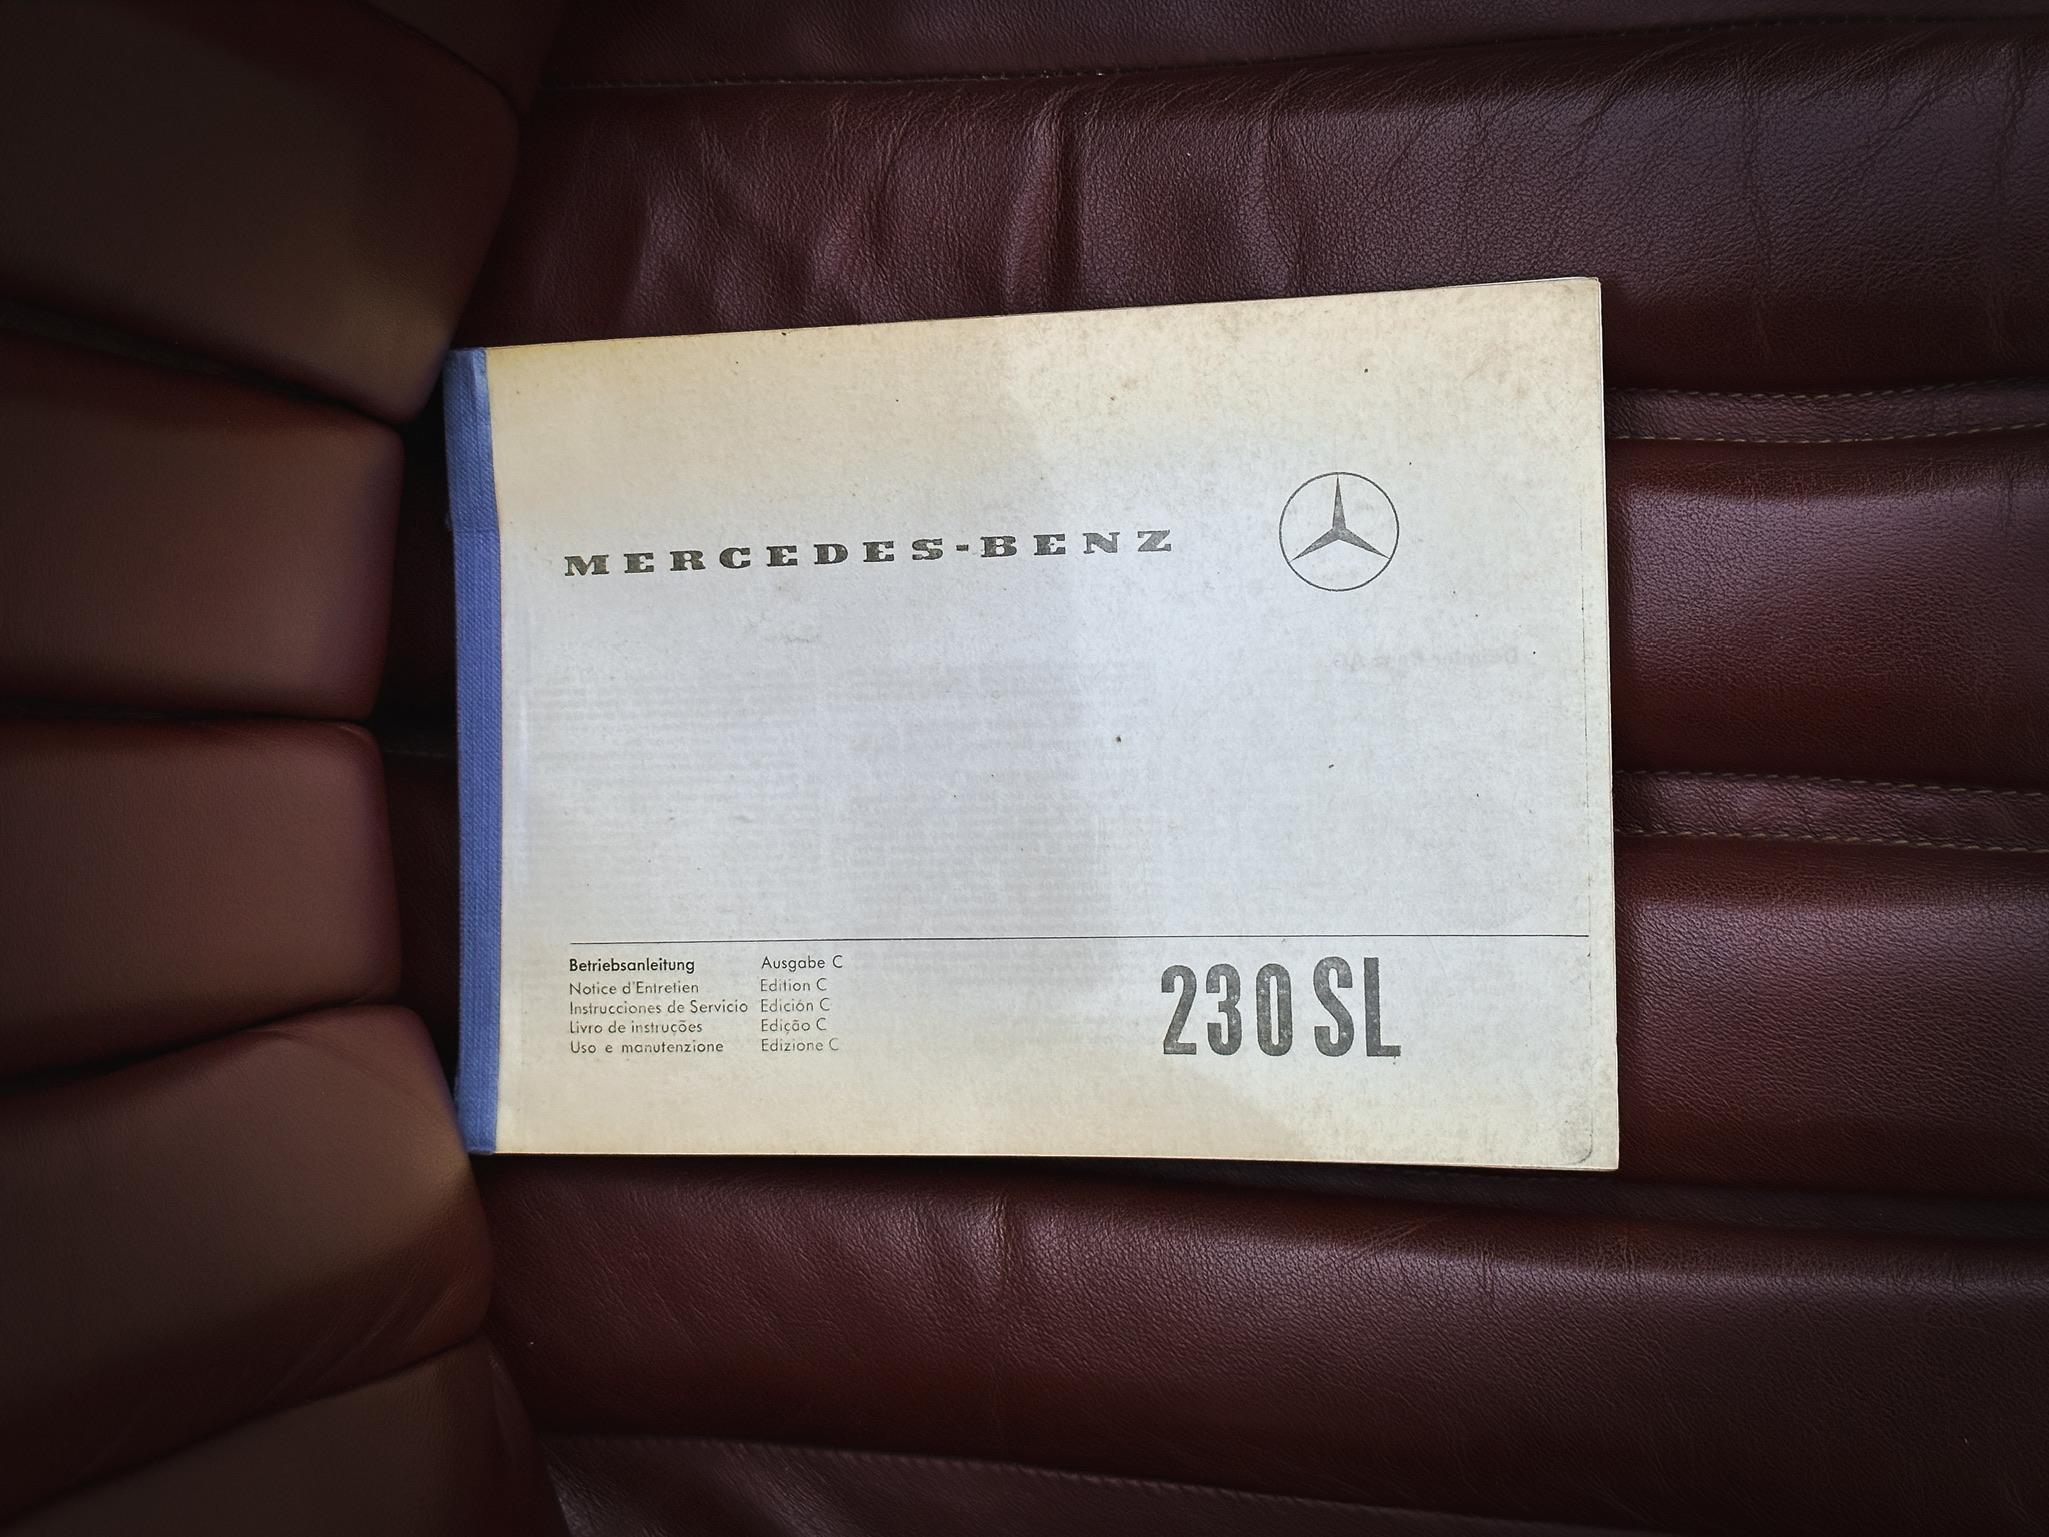 MERCEDES-BENZ
Betriebsanleitung Ausgabe C
Notice d'Entretien Edition C
Instrucciones de Servicio Edición C
Livro de instruções Edição C
Uso e manutenzione Edizione C
230 SL